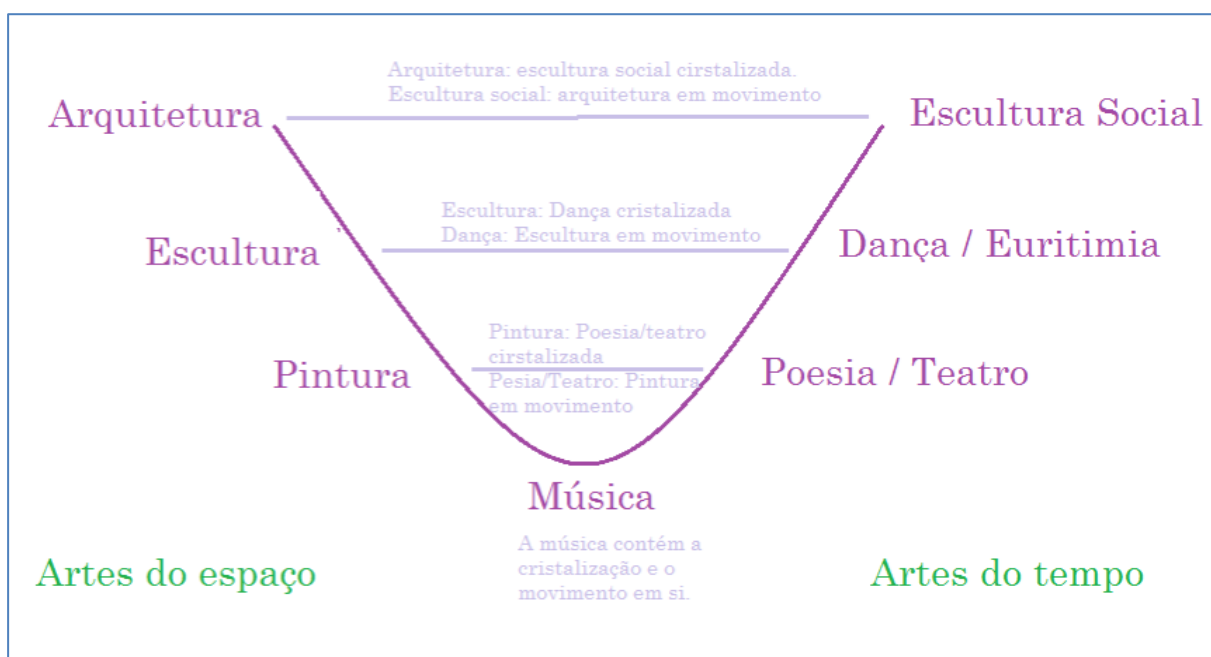 Arquitetura: escultura social cirstalizada.
Escultura social: arquitetura em movimento
Arquitetura
Escultura Social
Escultura: Dança cristalizada
Dança: Escultura em movimento
Escultura
Dança / Euritimia
Pintura: Poesia/teatro
cirstalizada
Pesia/Teatro: Pintura
em movimento
Pintura
Poesia / Teatro
Música
A música contém a
cristalização e o
movimento em si.
Artes do espaço
Artes do tempo